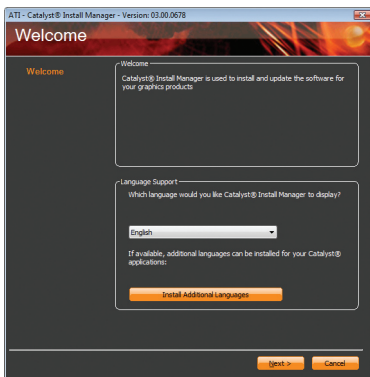 ATI - Catalyst® Install Manager - Version: 03.00.0678
Welcome
Welcome
Welcome
Catalyst® Install Manager is used to install and update the software for
your graphics products
Language Support
Which language would you like Catalyst® Install Manager to display?
English
If available, additional languages can be installed for your Catalyst®
applications:
Install Additional Languages
Next >
Cancel